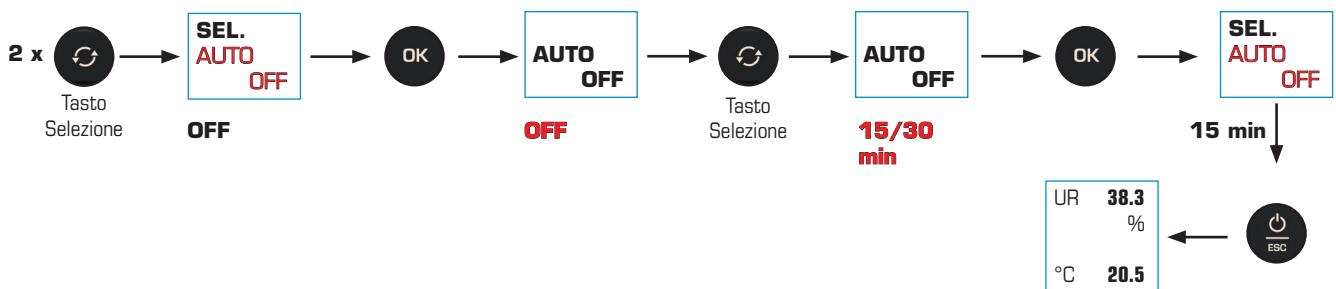 2 x
Tasto
Selezione
SEL.
AUTO
OFF
OFF
OK
AUTO
OFF
OFF
Tasto
Selezione
AUTO
OFF
15/30
min
OK
SEL.
AUTO
OFF
15 min
ESC
UR 38.3
%
°C 20.5